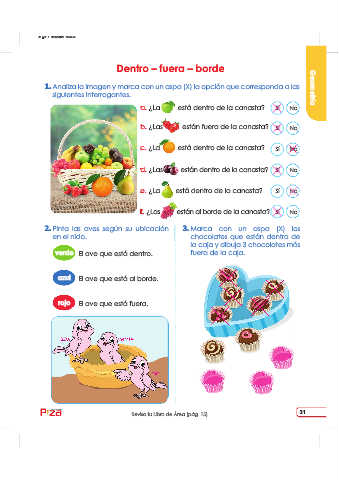 Dentro – fuera – borde
Geometría
1. Analiza la imagen y marca con un aspa (X) la opción que corresponda a las
siguientes interrogantes.
a. ¿La está dentro de la canasta? Sí No
b. ¿Las están fuera de la canasta? Sí No
c. ¿La está dentro de la canasta? Sí No
d. ¿Las están dentro de la canasta? Sí No
e. ¿La está dentro de la canasta? Sí No
f. ¿Las están al borde de la canasta? Sí No
2. Pinta las aves según su ubicación
en el nido.
verde El ave que está dentro.
azul El ave que está al borde.
rojo El ave que está fuera.
3. Marca con un aspa (X) los
chocolates que están dentro de
la caja y dibuja 3 chocolates más
fuera de la caja.
Revisa la Libro de Área (pág. 13)
31